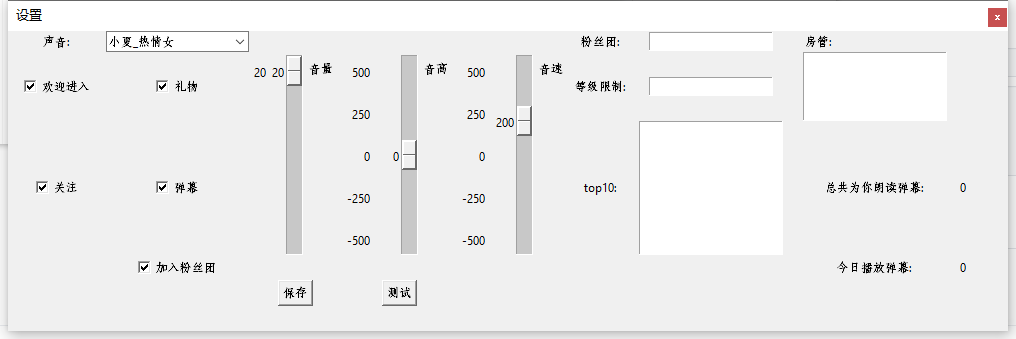 设置
x
声音: 小夏_热情女 粉丝团: 房管:
20 20 音量 500 音高 500 音速
欢迎进入 礼物 等级限制:
250 250 200
0 0 0
关注 弹幕 top10: 总共为你朗读弹幕: 0
-250 -250
-500 -500
加入粉丝团 今日播放弹幕: 0
保存 测试